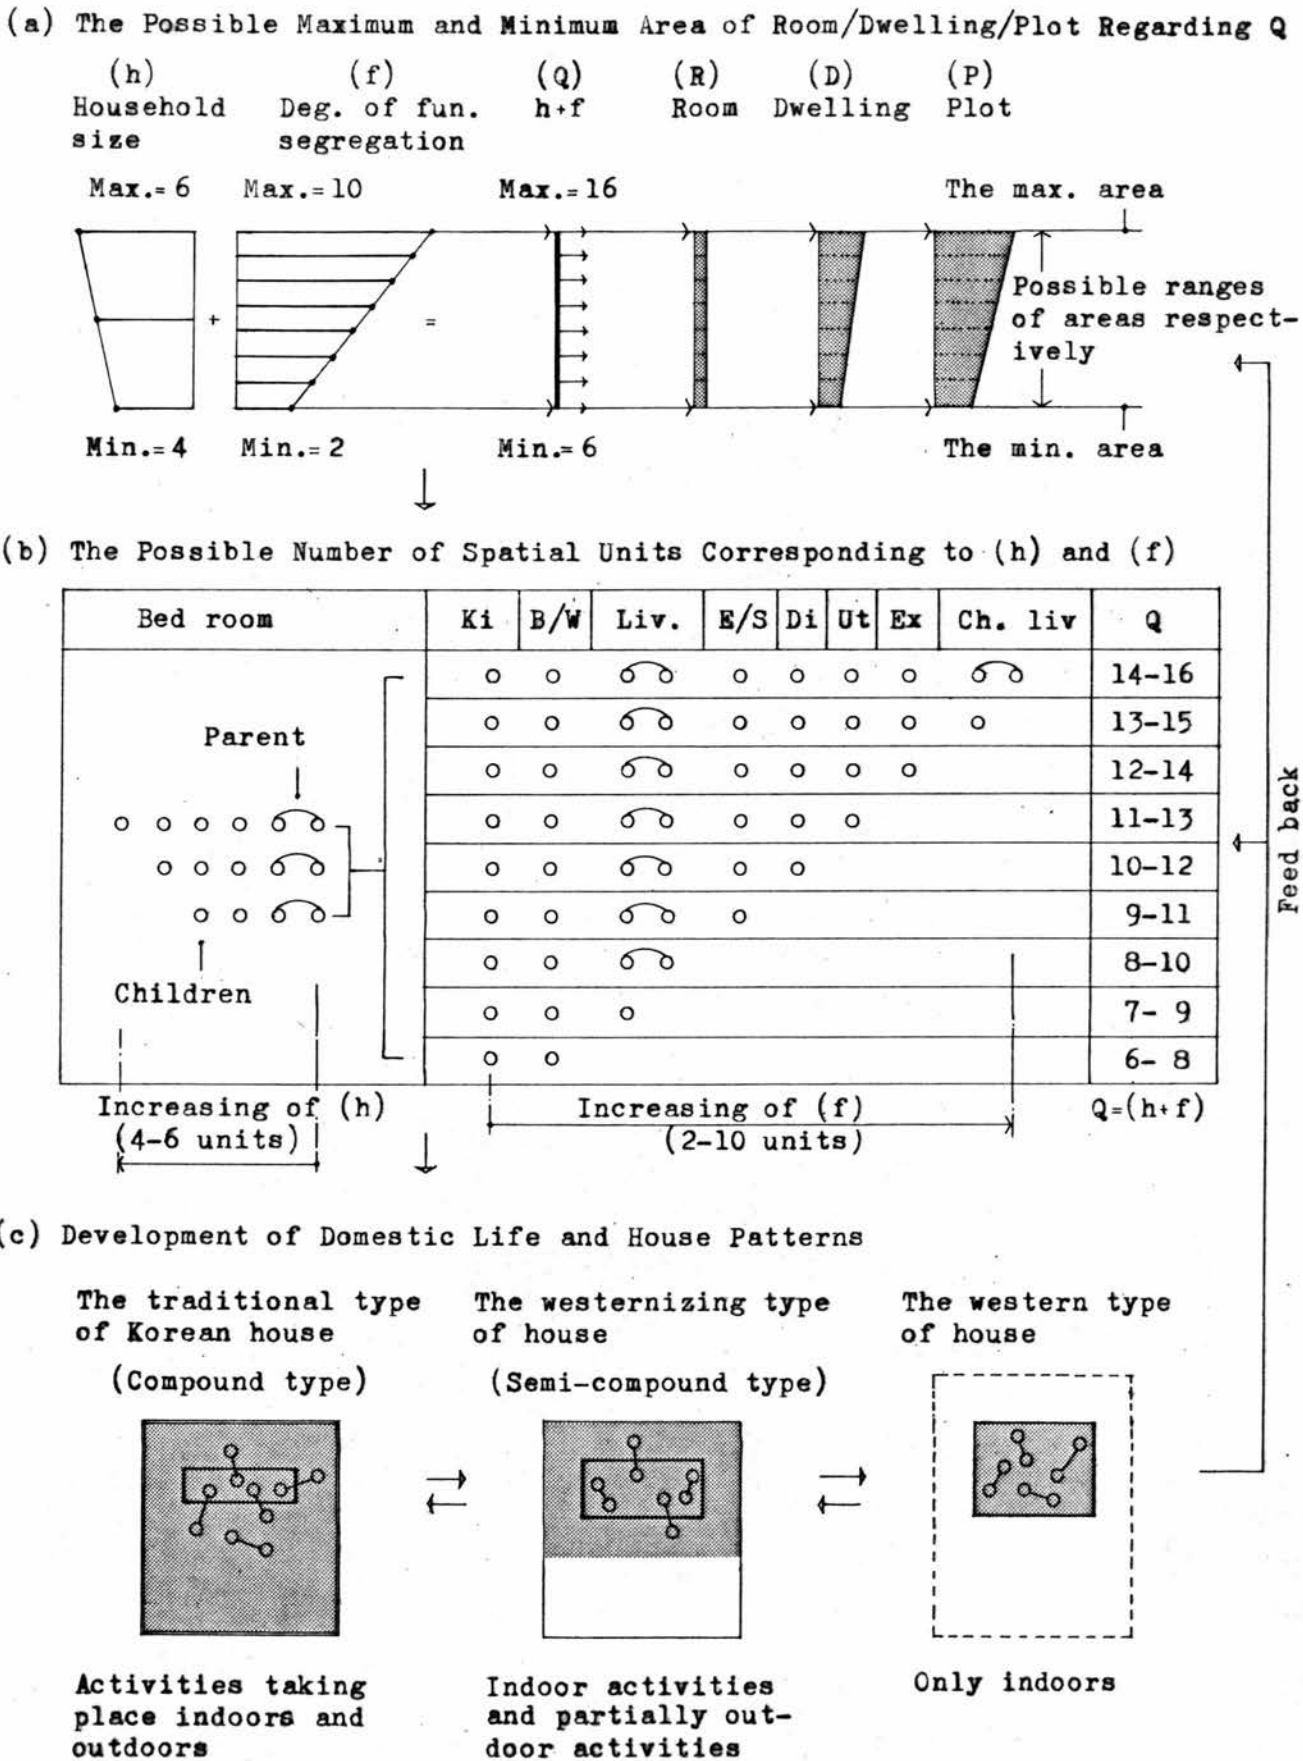 (a) The Possible Maximum and Minimum Area of Room/Dwelling/Plot Regarding Q
(h) (f) (Q) (R) (D) (P)
Household Deg. of fun. h+f Room Dwelling Plot
size segregation
Max.= 6 Max.= 10 Max.= 16 The max. area
+ =
Possible ranges
of areas respect-
ively
Min.= 4 Min.= 2 Min.= 6 The min. area
(b) The Possible Number of Spatial Units Corresponding to (h) and (f)
Bed room Ki B/W Liv. E/S Di Ut Ex Ch. liv Q
14-16
13-15
Parent
12-14
11-13
10-12
9-11
8-10
Children
7- 9
6- 8
Feed back
Increasing of (h) Increasing of (f) Q=(h+f)
(4-6 units) (2-10 units)
(c) Development of Domestic Life and House Patterns
The traditional type
of Korean house
(Compound type)
The westernizing type
of house
(Semi-compound type)
The western type
of house
Activities taking
place indoors and
outdoors
Indoor activities
and partially out-
door activities
Only indoors